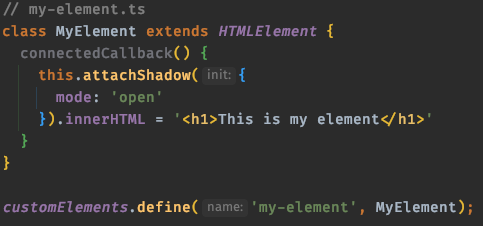 // my-element.ts
class MyElement extends HTMLElement {
  connectedCallback() {
    this.attachShadow( init: {
      mode: 'open'
    }).innerHTML = '<h1>This is my element</h1>'
  }
}

customElements.define( name: 'my-element', MyElement);